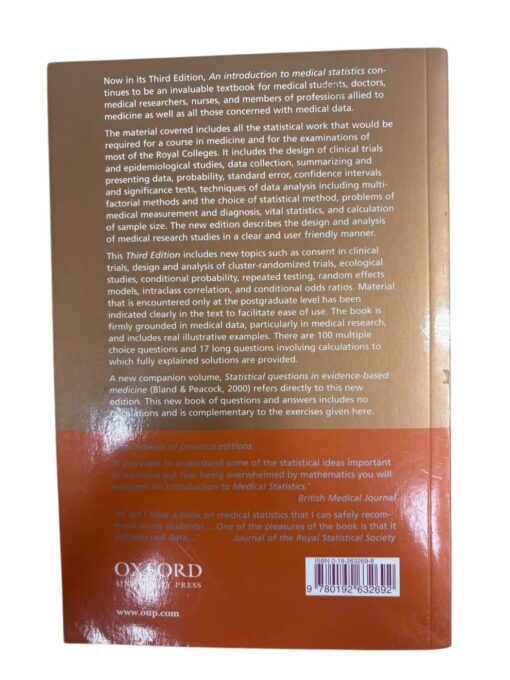 Now in its Third Edition, An introduction to medical statistics con-
tinues to be an invaluable textbook for medical students, doctors,
medical researchers, nurses, and members of professions allied to
medicine as well as all those concerned with medical data.
The material covered includes all the statistical work that would be
required for a course in medicine and for the examinations of
most of the Royal Colleges. It includes the design of clinical trials
and epidemiological studies, data collection, summarizing and
presenting data, probability, standard error, confidence intervals
and significance tests, techniques of data analysis including multi-
factorial methods and the choice of statistical method, problems of
medical measurement and diagnosis, vital statistics, and calculation
of sample size. The new edition describes the design and analysis
of medical research studies in a clear and user friendly manner.
This Third Edition includes new topics such as consent in clinical
trials, design and analysis of cluster-randomized trials, ecological
studies, conditional probability, repeated testing, random effects
models, intraclass correlation, and conditional odds ratios. Material
that is encountered only at the postgraduate level has been
indicated clearly in the text to facilitate ease of use. The book is
firmly grounded in medical data, particularly in medical research,
and includes real illustrative examples. There are 100 multiple
choice questions and 17 long questions involving calculations to
which fully explained solutions are provided.
A new companion volume, Statistical questions in evidence-based
medicine (Bland & Peacock, 2000) refers directly to this new
edition. This new book of questions and answers includes no
calculations and is complementary to the exercises given here.
reviews of previous editions
'If you want to understand some of the statistical ideas important
to medicine but fear being overwhelmed by mathematics you will
welcome An Introduction to Medical Statistics.'
British Medical Journal
'At last I have a book on medical statistics that I can safely recom-
mend to my students! ... One of the pleasures of the book is that it
contains real data ...' Journal of the Royal Statistical Society
OXFORD
UNIVERSITY PRESS
www.oup.com
ISBN 0-19-263269-8
9 780192 632692